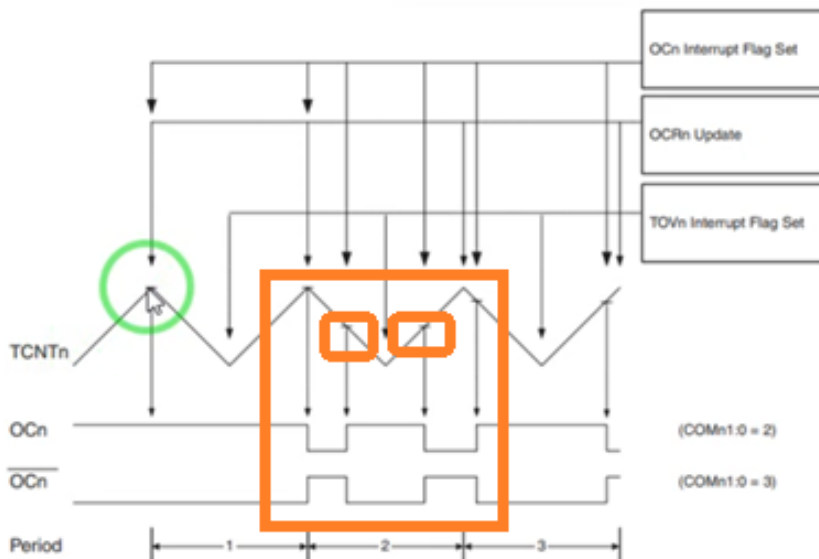 OCn Interrupt Flag Set
OCRn Update
TOVn Interrupt Flag Set
TCNTn
OCn
(COMn1:0 = 2)
OCn
(COMn1:0 = 3)
Period
1
2
3